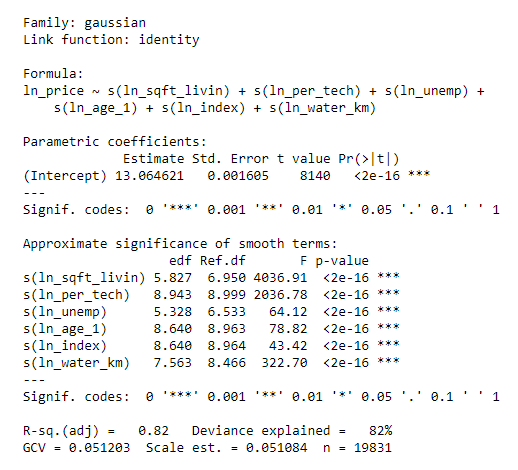 Family: gaussian
Link function: identity
Formula:
ln_price ~ s(ln_sqft_livin) + s(ln_per_tech) + s(ln_unemp) +
s(ln_age_1) + s(ln_index) + s(ln_water_km)
Parametric coefficients:
Estimate Std. Error t value Pr(>|t|)
(Intercept) 13.064621 0.001605 8140 <2e-16 ***
---
Signif. codes: 0 '***' 0.001 '**' 0.01 '*' 0.05 '.' 0.1 ' ' 1
Approximate significance of smooth terms:
edf Ref.df F p-value
s(ln_sqft_livin) 5.827 6.950 4036.91 <2e-16 ***
s(ln_per_tech) 8.943 8.999 2036.78 <2e-16 ***
s(ln_unemp) 5.328 6.533 64.12 <2e-16 ***
s(ln_age_1) 8.640 8.963 78.82 <2e-16 ***
s(ln_index) 8.640 8.964 43.42 <2e-16 ***
s(ln_water_km) 7.563 8.466 322.70 <2e-16 ***
---
Signif. codes: 0 '***' 0.001 '**' 0.01 '*' 0.05 '.' 0.1 ' ' 1
R-sq.(adj) = 0.82 Deviance explained = 82%
GCV = 0.051203 Scale est. = 0.051084 n = 19831